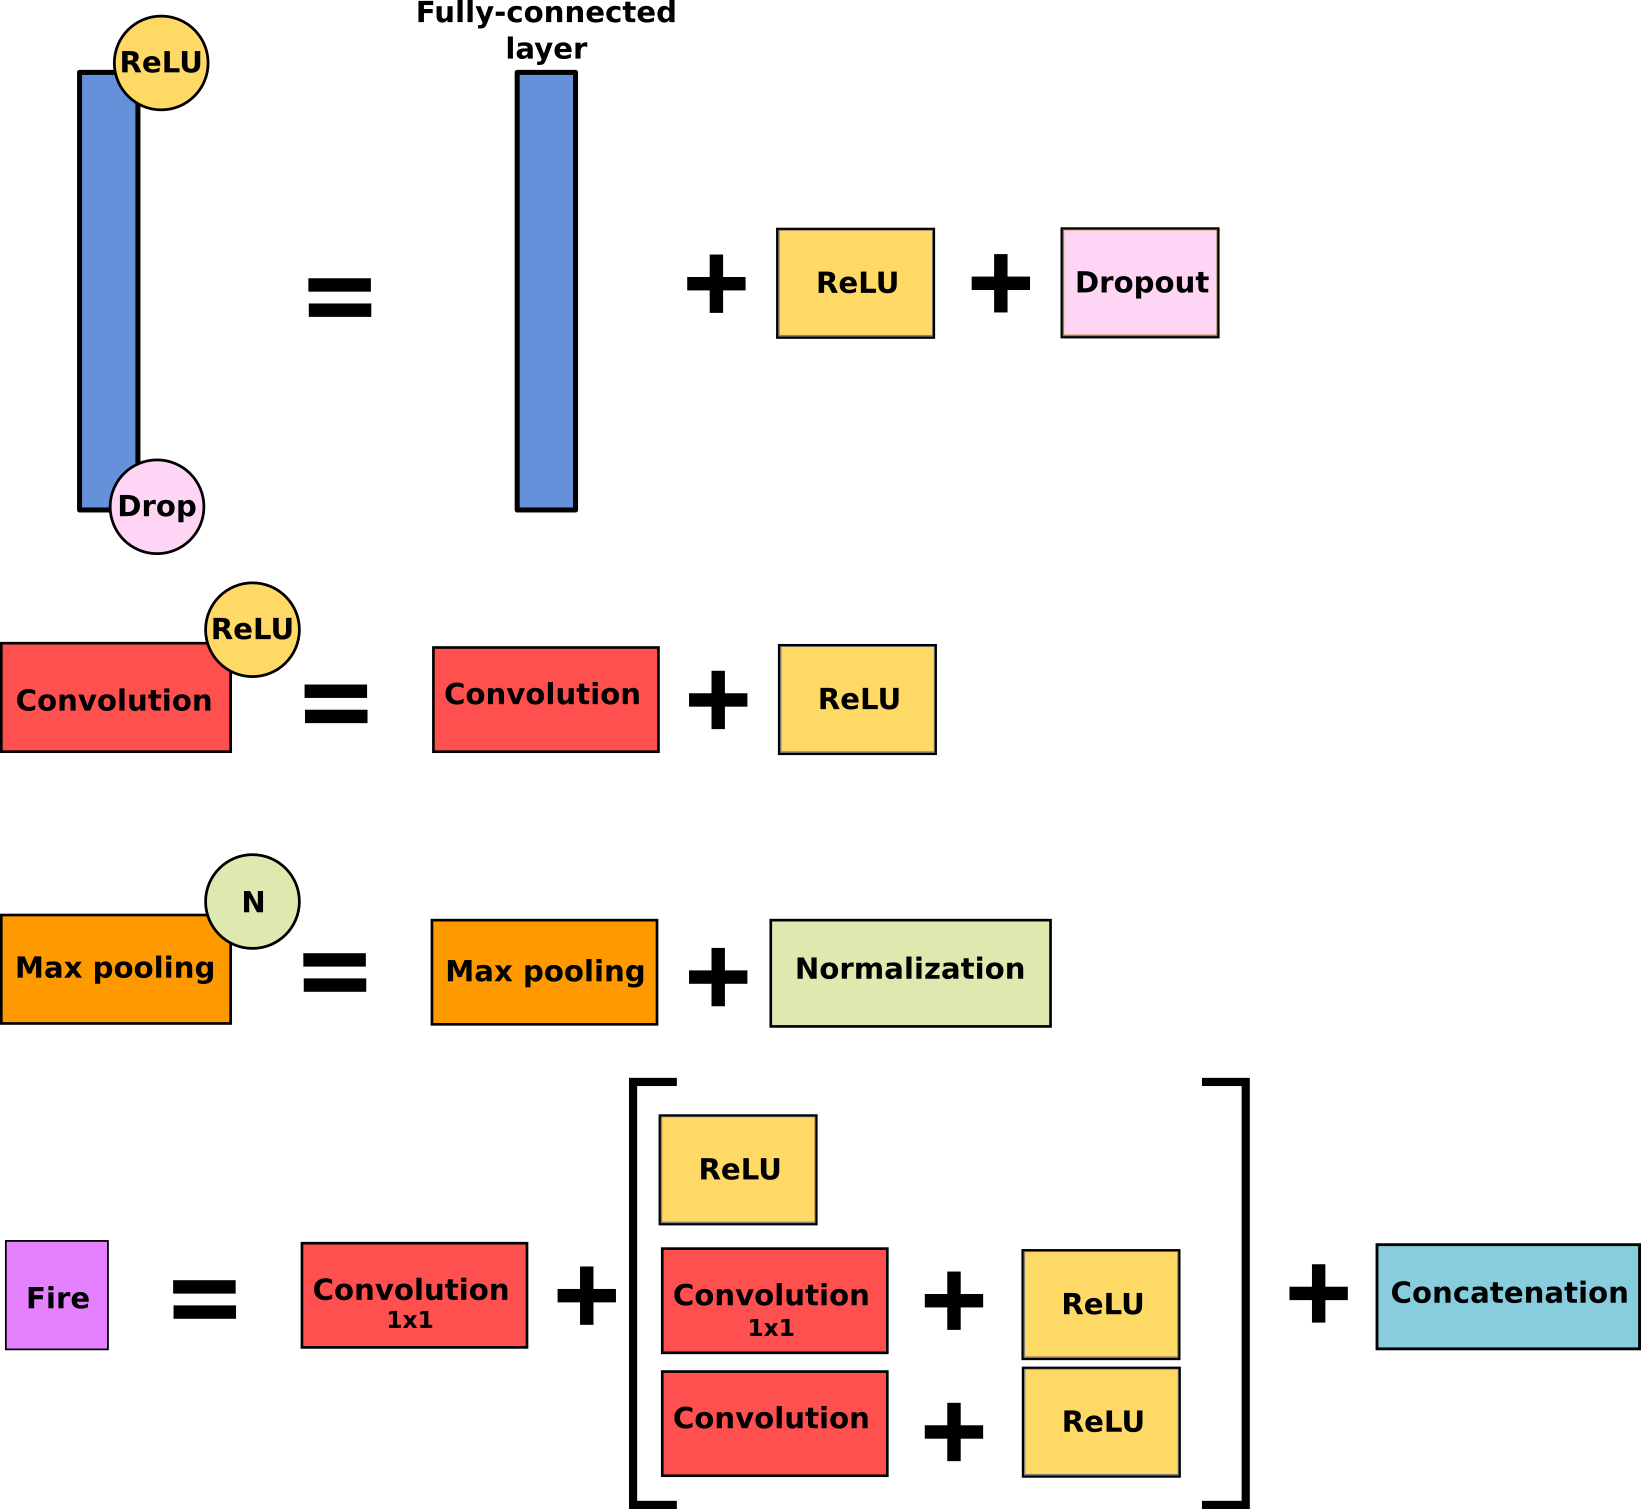 Fully-connected
layer
ReLU
ReLU
Dropout
Drop
ReLU
Convolution
Convolution
ReLU
N
Max pooling
Max pooling
Normalization
ReLU
Fire
=
Convolution
1x1
+
Convolution
1x1
+
ReLU
+
Concatenation
Convolution
+
ReLU